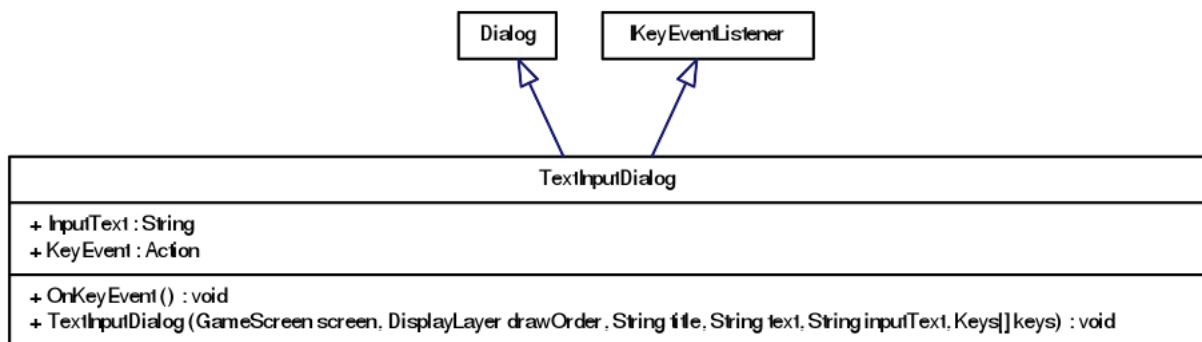 Dialog
IKeyEventListener
TextInputDialog
+ InputText : String
+ KeyEvent : Action
+ OnKeyEvent() : void
+ TextInputDialog(GameScreen screen, DisplayLayer drawOrder, String title, String text, String inputText, Keys[] keys) : void